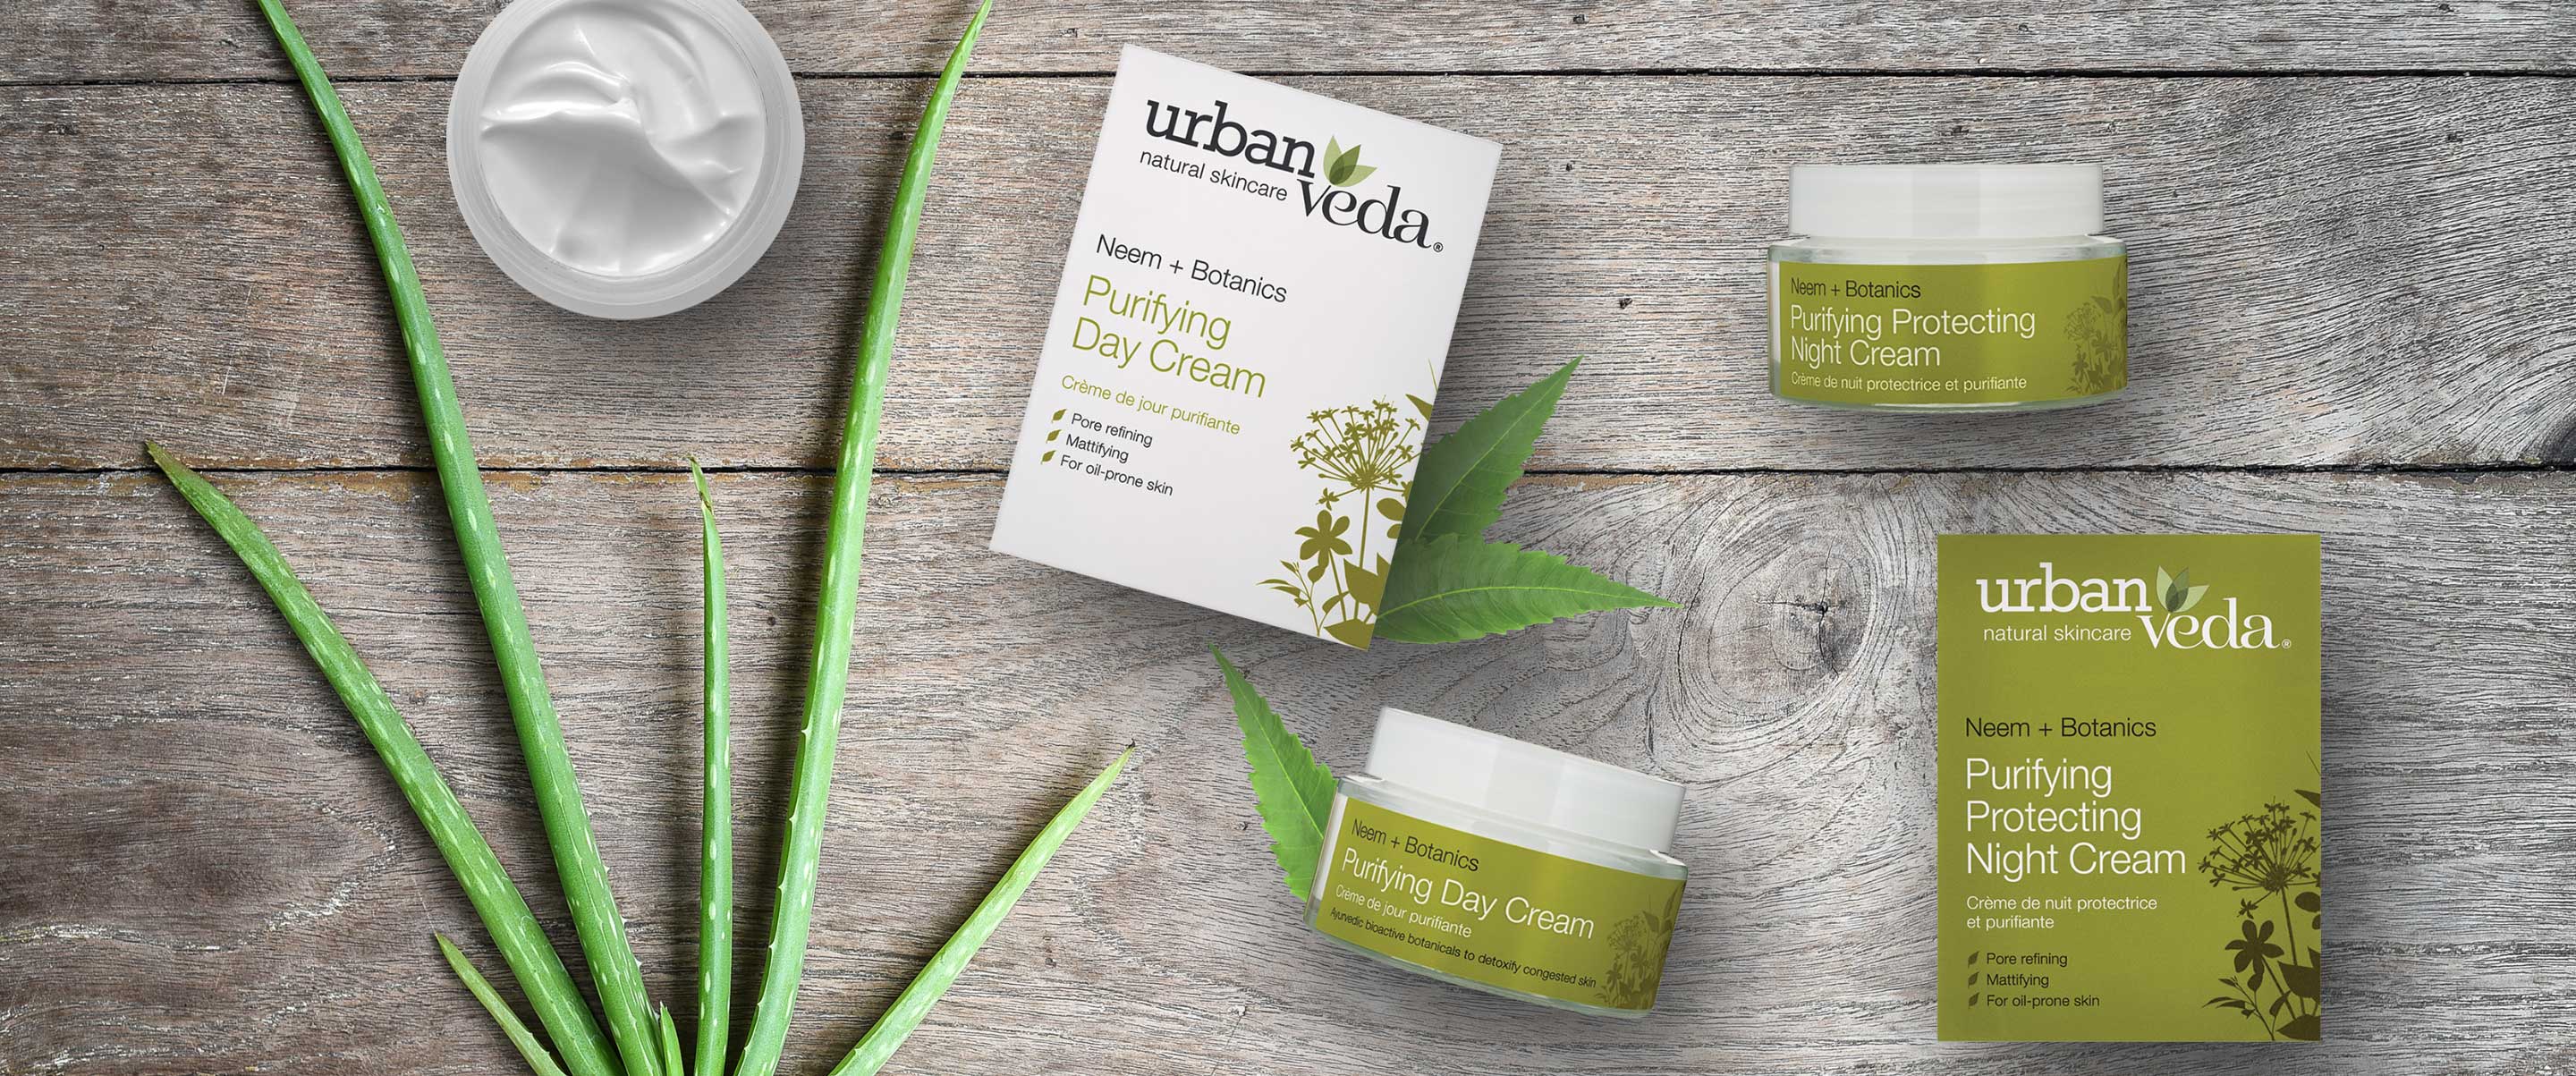 urban
natural skincare veda®
Neem + Botanics
Purifying
Day Cream
Crème de jour purifiante
Pore refining
Mattifying
For oil-prone skin
Neem + Botanics
Purifying Protecting
Night Cream
Crème de nuit protectrice et purifiante
Neem + Botanics
Purifying Day Cream
Crème de jour purifiante
Ayurvedic bioactive botanicals to detoxify congested skin
urban
natural skincare veda®
Neem + Botanics
Purifying
Protecting
Night Cream
Crème de nuit protectrice
et purifiante
Pore refining
Mattifying
For oil-prone skin